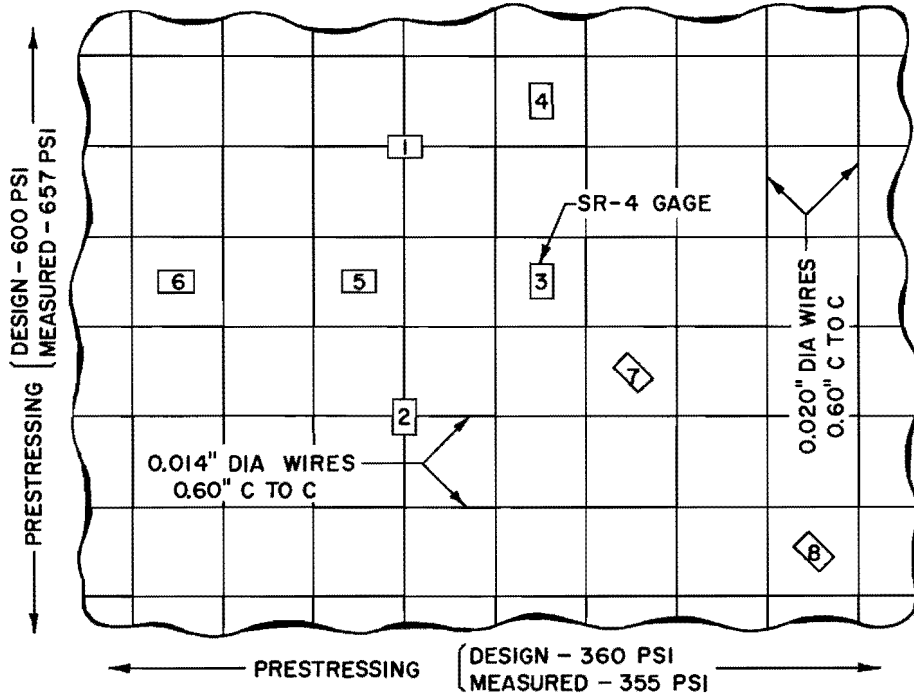 4
1
SR-4 GAGE
6
5
3
7
2
8
0.014" DIA WIRES
0.60" C TO C
0.020" DIA WIRES
0.60" C TO C
PRESTRESSING
DESIGN - 600 PSI
MEASURED - 657 PSI
PRESTRESSING
DESIGN - 360 PSI
MEASURED - 355 PSI